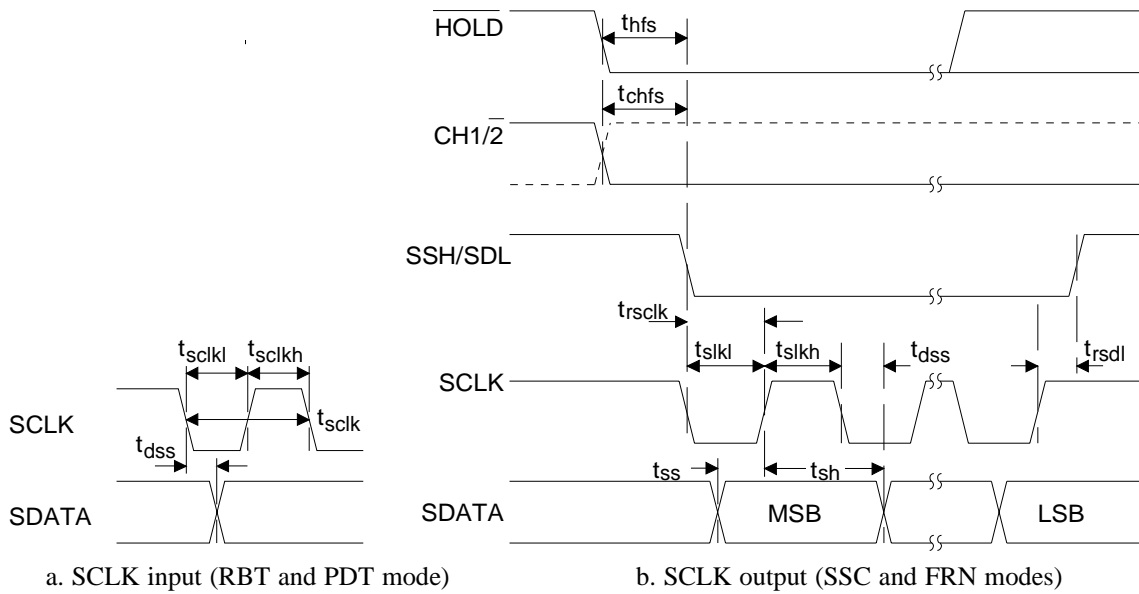 HOLD
thfs
tchfs
CH1/2
SSH/SDL
trsclk
tslkl
tslkh
tdss
trsdl
SCLK
tss
tsh
SDATA
MSB
LSB
tsclkl
tsclkh
SCLK
tsclk
tdss
SDATA
a. SCLK input (RBT and PDT mode)
b. SCLK output (SSC and FRN modes)